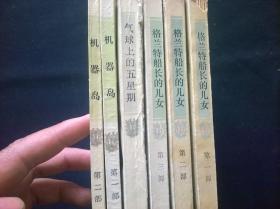 机器岛
第二部
机器岛
第一部
气球上的五星期
格兰特船长的儿女
第三部
格兰特船长的儿女
第二部
格兰特船长的儿女
第一部